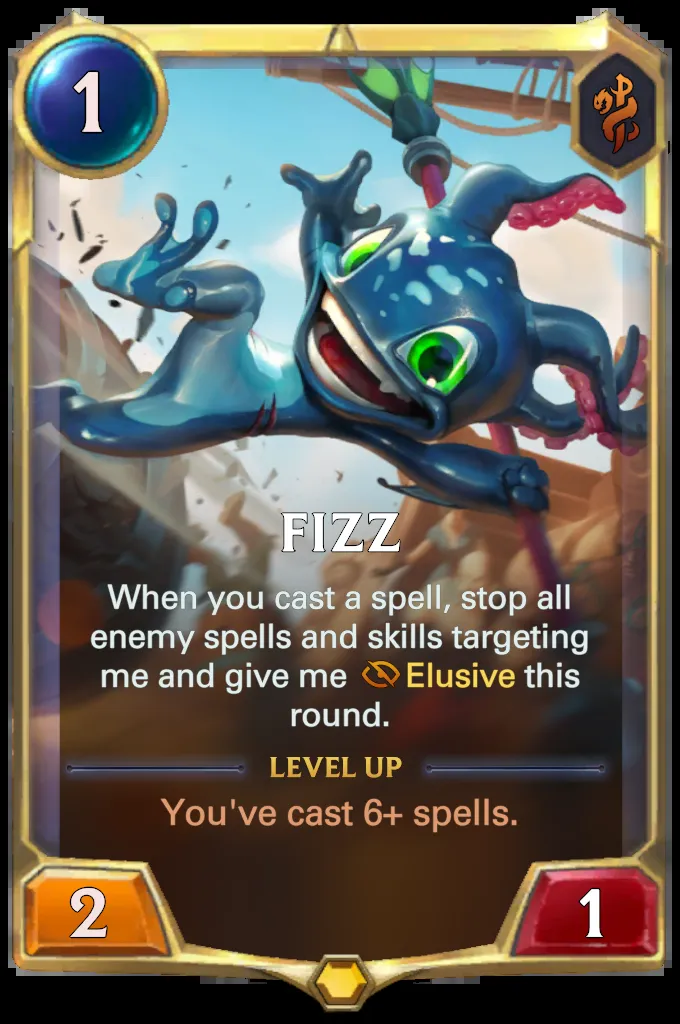 1
FIZZ
When you cast a spell, stop all
enemy spells and skills targeting
me and give me Elusive this
round.
LEVEL UP
You've cast 6+ spells.
2
1